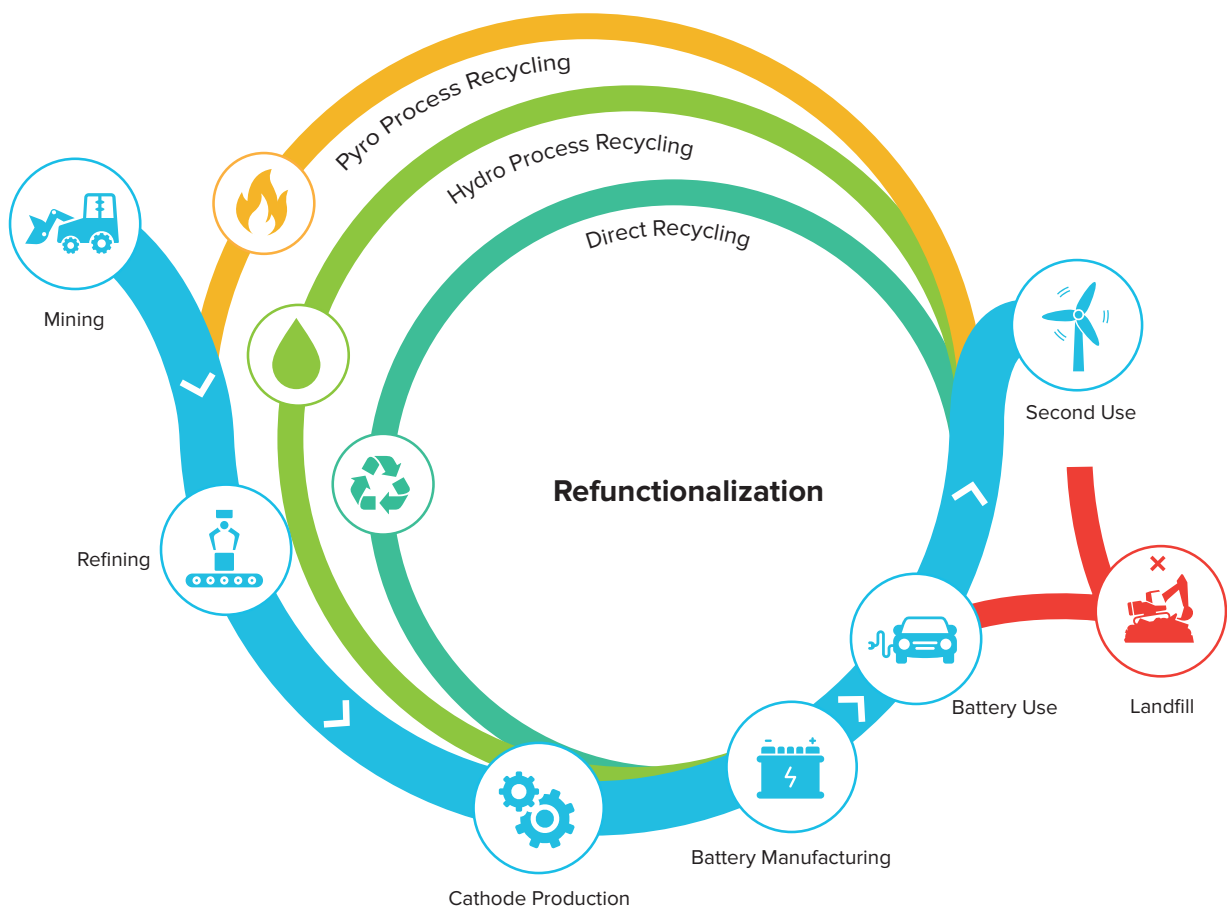 Pyro Process Recycling
Hydro Process Recycling
Direct Recycling
Mining
Second Use
Refunctionalization
Refining
Battery Use
Landfill
Battery Manufacturing
Cathode Production